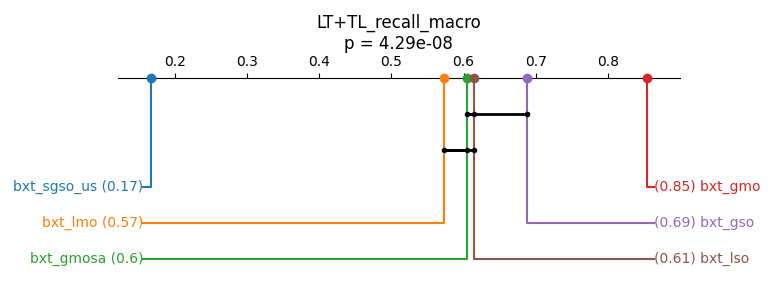 LT+TL_recall_macro
p = 4.29e-08
0.2 0.3 0.4 0.5 0.6 0.7 0.8
bxt_sgso_us (0.17) (0.85) bxt_gmo
bxt_lmo (0.57) (0.69) bxt_gso
bxt_gmosa (0.6) (0.61) bxt_lso